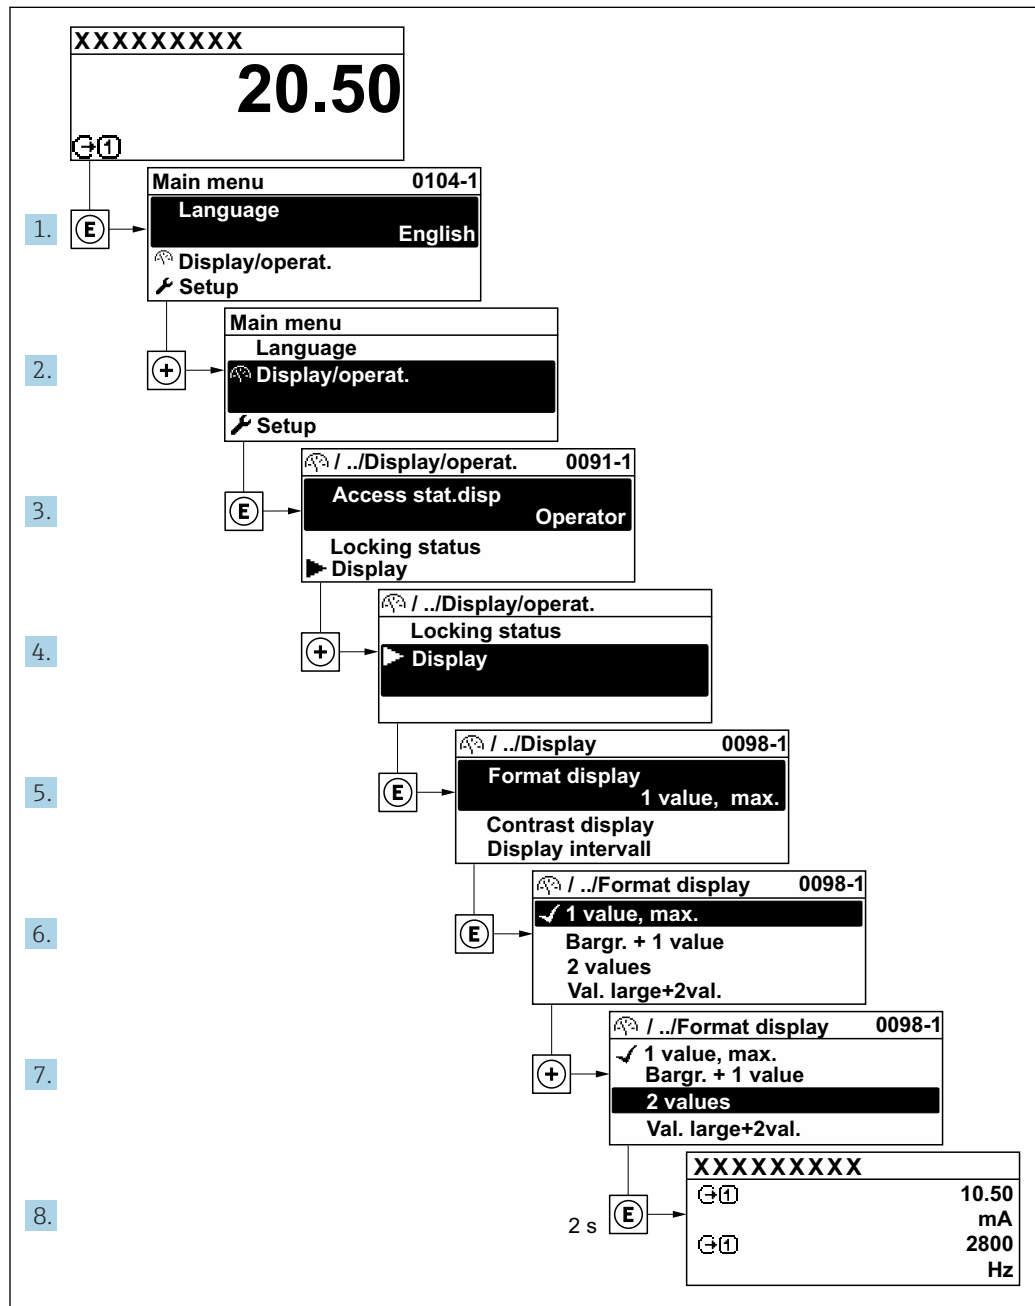 XXXXXXXXX
20.50
1
Main menu 0104-1
1. E Language
English
Display/operat.
Setup
Main menu
Language
2. + Display/operat.
Setup
/ ../Display/operat. 0091-1
3. E Access stat.disp
Operator
Locking status
Display
/ ../Display/operat.
Locking status
4. + Display
/ ../Display 0098-1
5. E Format display
1 value, max.
Contrast display
Display intervall
/ ../Format display 0098-1
6. E 1 value, max.
Bargr. + 1 value
2 values
Val. large+2val.
/ ../Format display 0098-1
7. + 1 value, max.
Bargr. + 1 value
2 values
Val. large+2val.
XXXXXXXXX
1 10.50
8. 2 s E mA
1 2800
Hz